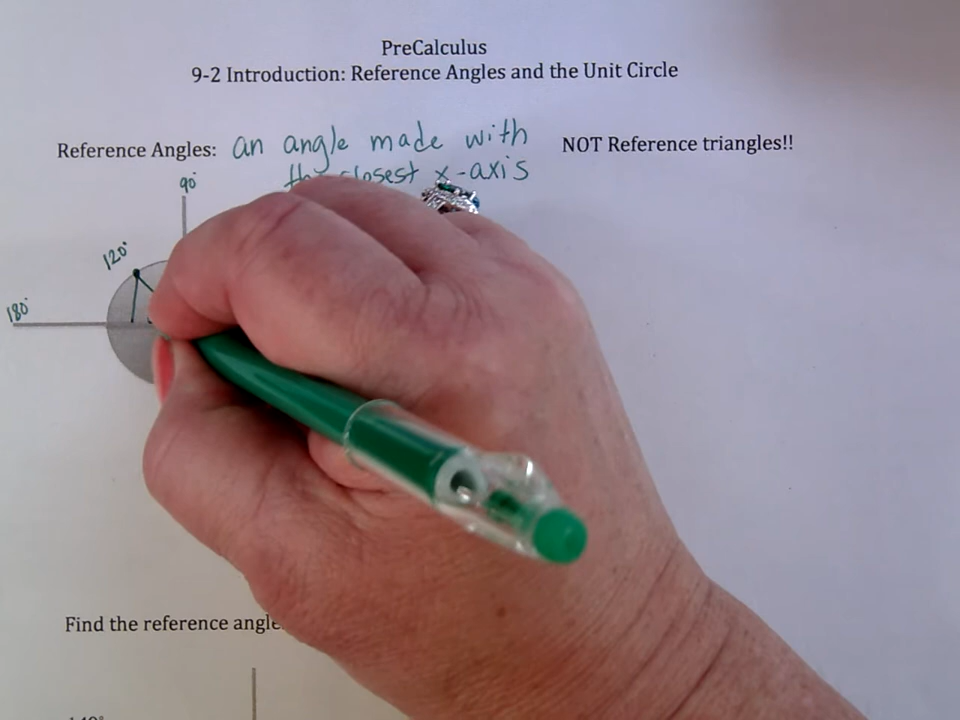 PreCalculus
9-2 Introduction: Reference Angles and the Unit Circle
Reference Angles: an angle made with NOT Reference triangles!!
closest x-axis
90°
120°
180°
Find the reference angle